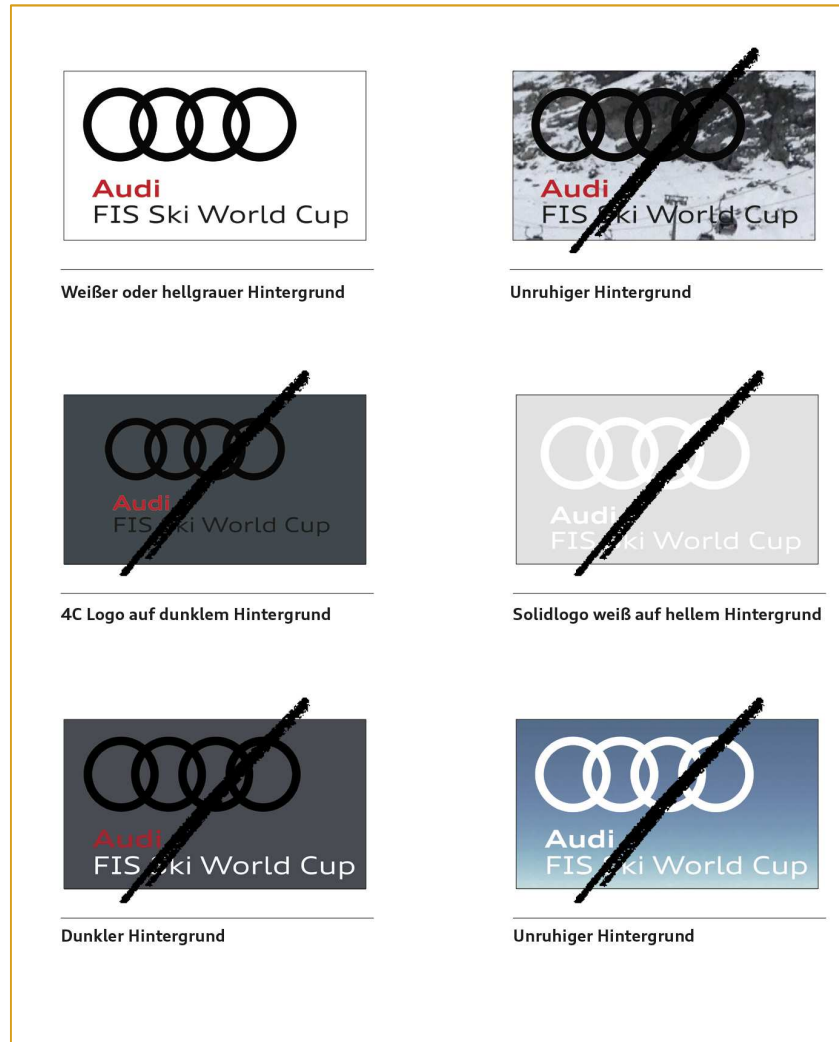 Audi
FIS Ski World Cup
Weißer oder hellgrauer Hintergrund
Audi
FIS Ski World Cup
Unruhiger Hintergrund
Audi
FIS Ski World Cup
4C Logo auf dunklem Hintergrund
Audi
FIS Ski World Cup
Solidlogo weiß auf hellem Hintergrund
Audi
FIS Ski World Cup
Dunkler Hintergrund
Audi
FIS Ski World Cup
Unruhiger Hintergrund